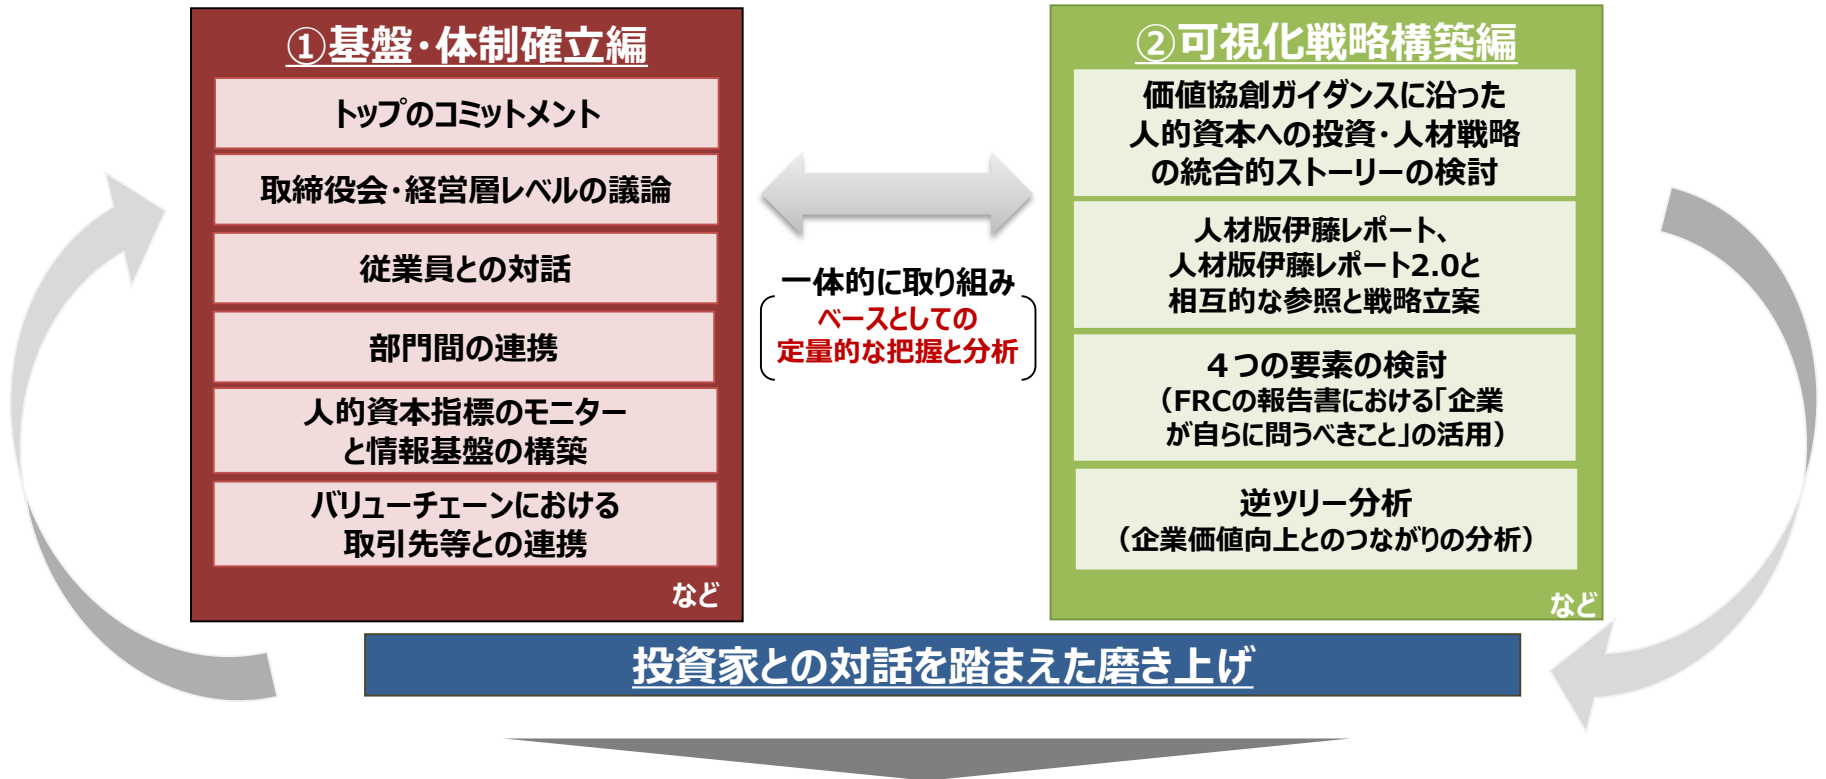 ①基盤・体制確立編
トップのコミットメント
取締役会・経営層レベルの議論
従業員との対話
部門間の連携
人的資本指標のモニター
と情報基盤の構築
バリューチェーンにおける
取引先等との連携
など
一体的に取り組み
ベースとしての
定量的な把握と分析
②可視化戦略構築編
価値協創ガイダンスに沿った
人的資本への投資・人材戦略
の統合的ストーリーの検討
人材版伊藤レポート、
人材版伊藤レポート2.0と
相互的な参照と戦略立案
４つの要素の検討
（FRCの報告書における「企業
が自らに問うべきこと」の活用）
逆ツリー分析
（企業価値向上とのつながりの分析）
など
投資家との対話を踏まえた磨き上げ